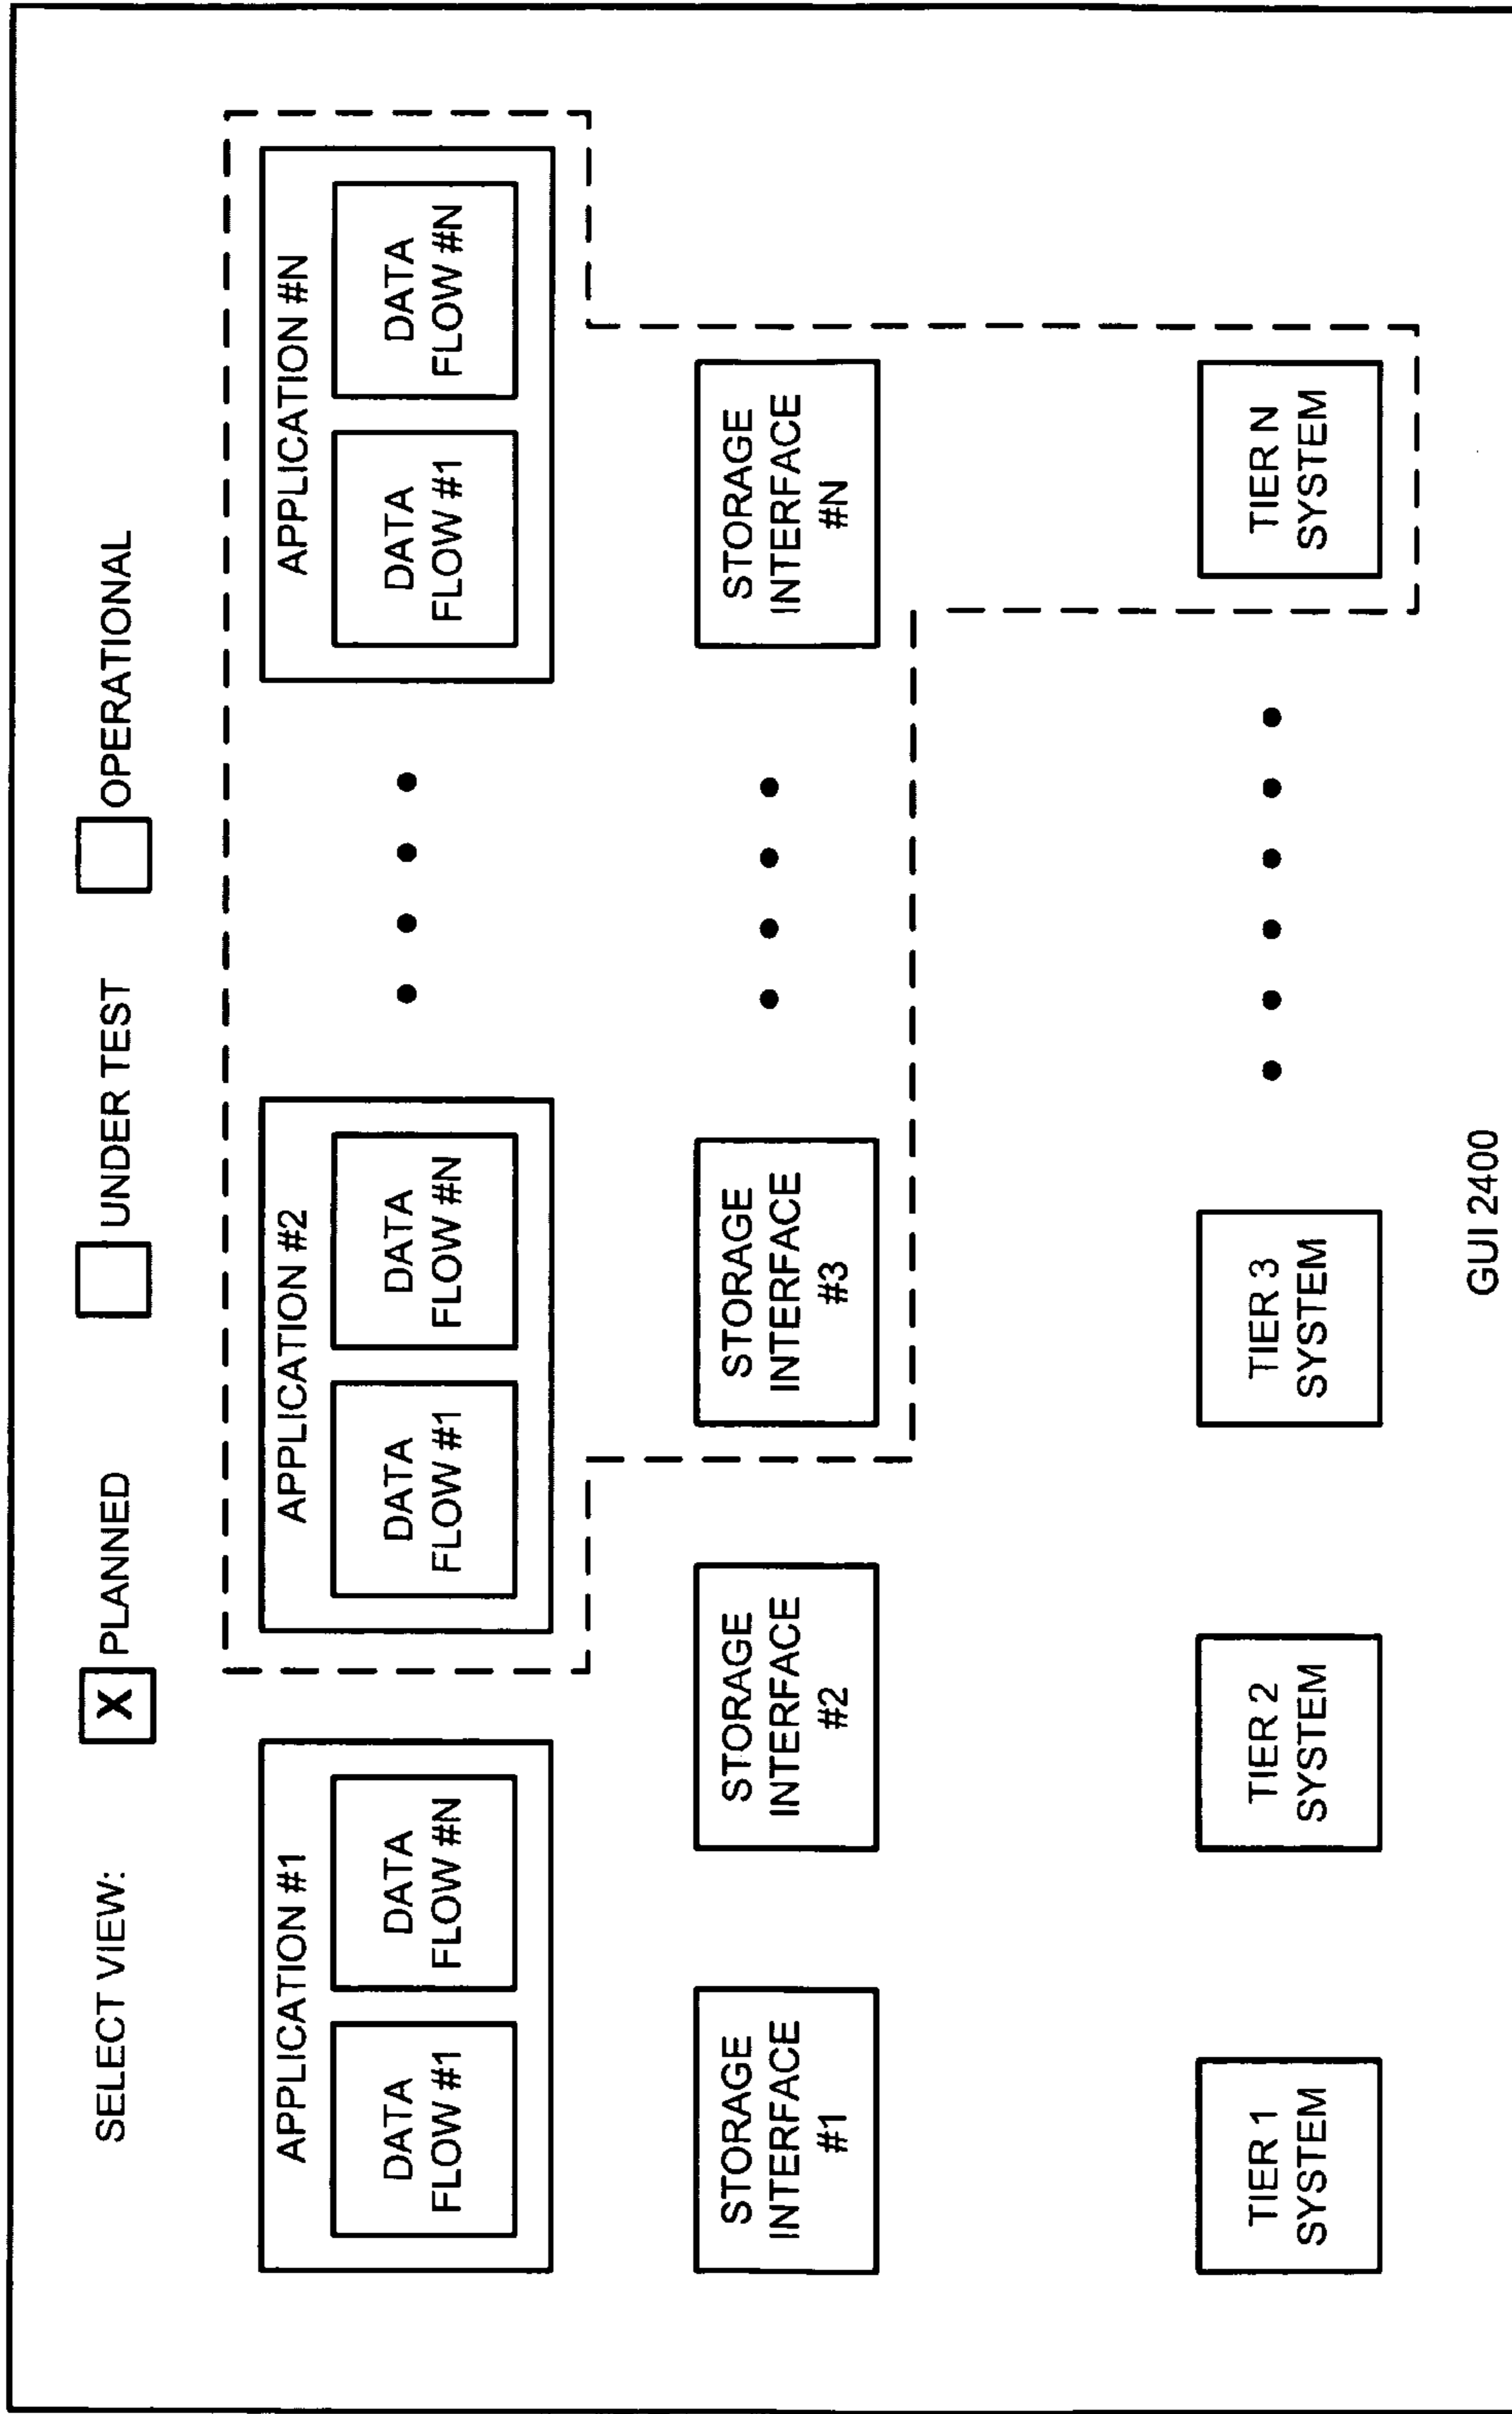 SELECT VIEW:
X PLANNED
UNDER TEST
OPERATIONAL
APPLICATION #1
DATA
FLOW #1
DATA
FLOW #N
APPLICATION #2
DATA
FLOW #1
DATA
FLOW #N
APPLICATION #N
DATA
FLOW #1
DATA
FLOW #N
STORAGE
INTERFACE
#1
STORAGE
INTERFACE
#2
STORAGE
INTERFACE
#3
STORAGE
INTERFACE
#N
TIER 1
SYSTEM
TIER 2
SYSTEM
TIER 3
SYSTEM
TIER N
SYSTEM
GUI 2400